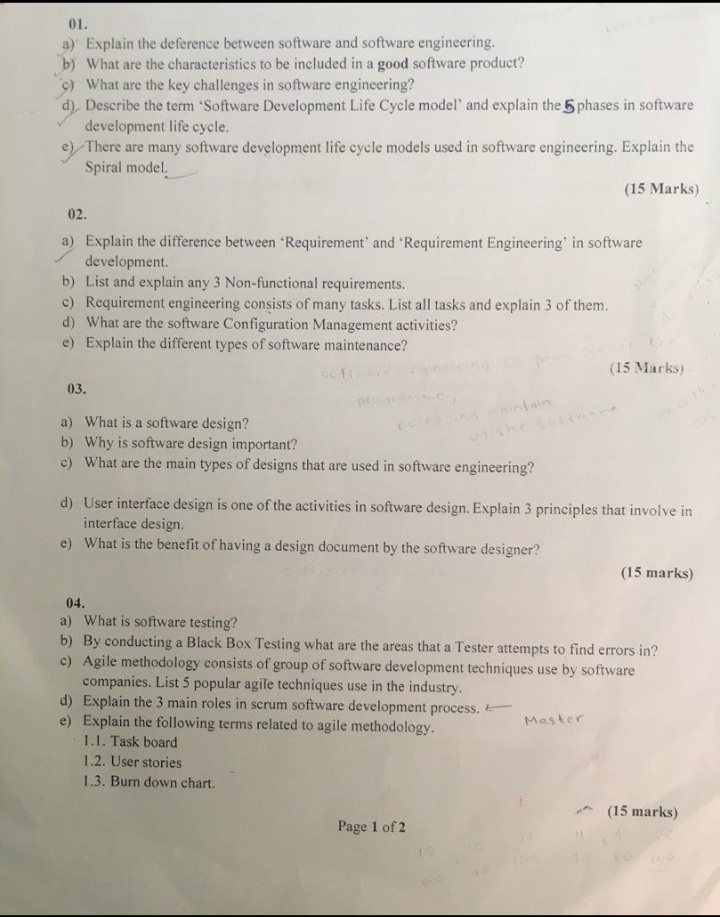 01.
a) Explain the deference between software and software engineering.
b) What are the characteristics to be included in a good software product?
c) What are the key challenges in software engineering?
d) Describe the term 'Software Development Life Cycle model' and explain the 5 phases in software
development life cycle.
e) There are many software development life cycle models used in software engineering. Explain the
Spiral model.
(15 Marks)
02.
a) Explain the difference between 'Requirement' and 'Requirement Engineering' in software
development.
b) List and explain any 3 Non-functional requirements.
c) Requirement engineering consists of many tasks. List all tasks and explain 3 of them.
d) What are the software Configuration Management activities?
e) Explain the different types of software maintenance?
(15 Marks)
03.
a) What is a software design?
b) Why is software design important?
c) What are the main types of designs that are used in software engineering?
d) User interface design is one of the activities in software design. Explain 3 principles that involve in
interface design.
e) What is the benefit of having a design document by the software designer?
(15 marks)
04.
a) What is software testing?
b) By conducting a Black Box Testing what are the areas that a Tester attempts to find errors in?
c) Agile methodology consists of group of software development techniques use by software
companies. List 5 popular agile techniques use in the industry.
d) Explain the 3 main roles in scrum software development process.
Master
e) Explain the following terms related to agile methodology.
1.1. Task board
1.2. User stories
1.3. Burn down chart.
(15 marks)
Page 1 of 2